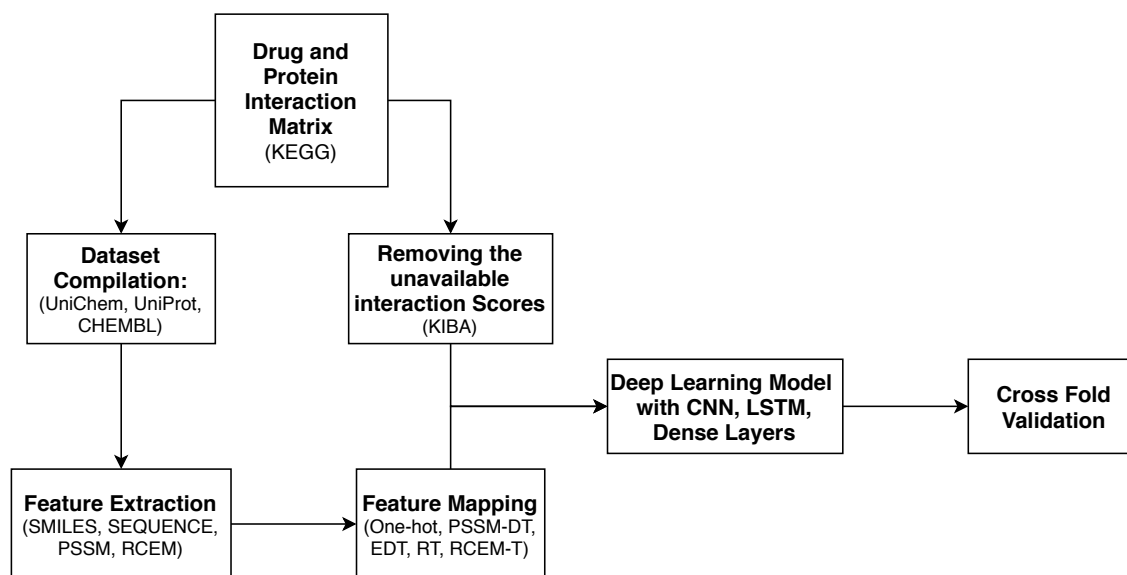 Drug and
Protein
Interaction
Matrix
(KEGG)
Dataset
Compilation:
(UniChem, UniProt,
CHEMBL)
Removing the
unavailable
interaction Scores
(KIBA)
Deep Learning Model
with CNN, LSTM,
Dense Layers
Cross Fold
Validation
Feature Extraction
(SMILES, SEQUENCE,
PSSM, RCEM)
Feature Mapping
(One-hot, PSSM-DT,
EDT, RT, RCEM-T)